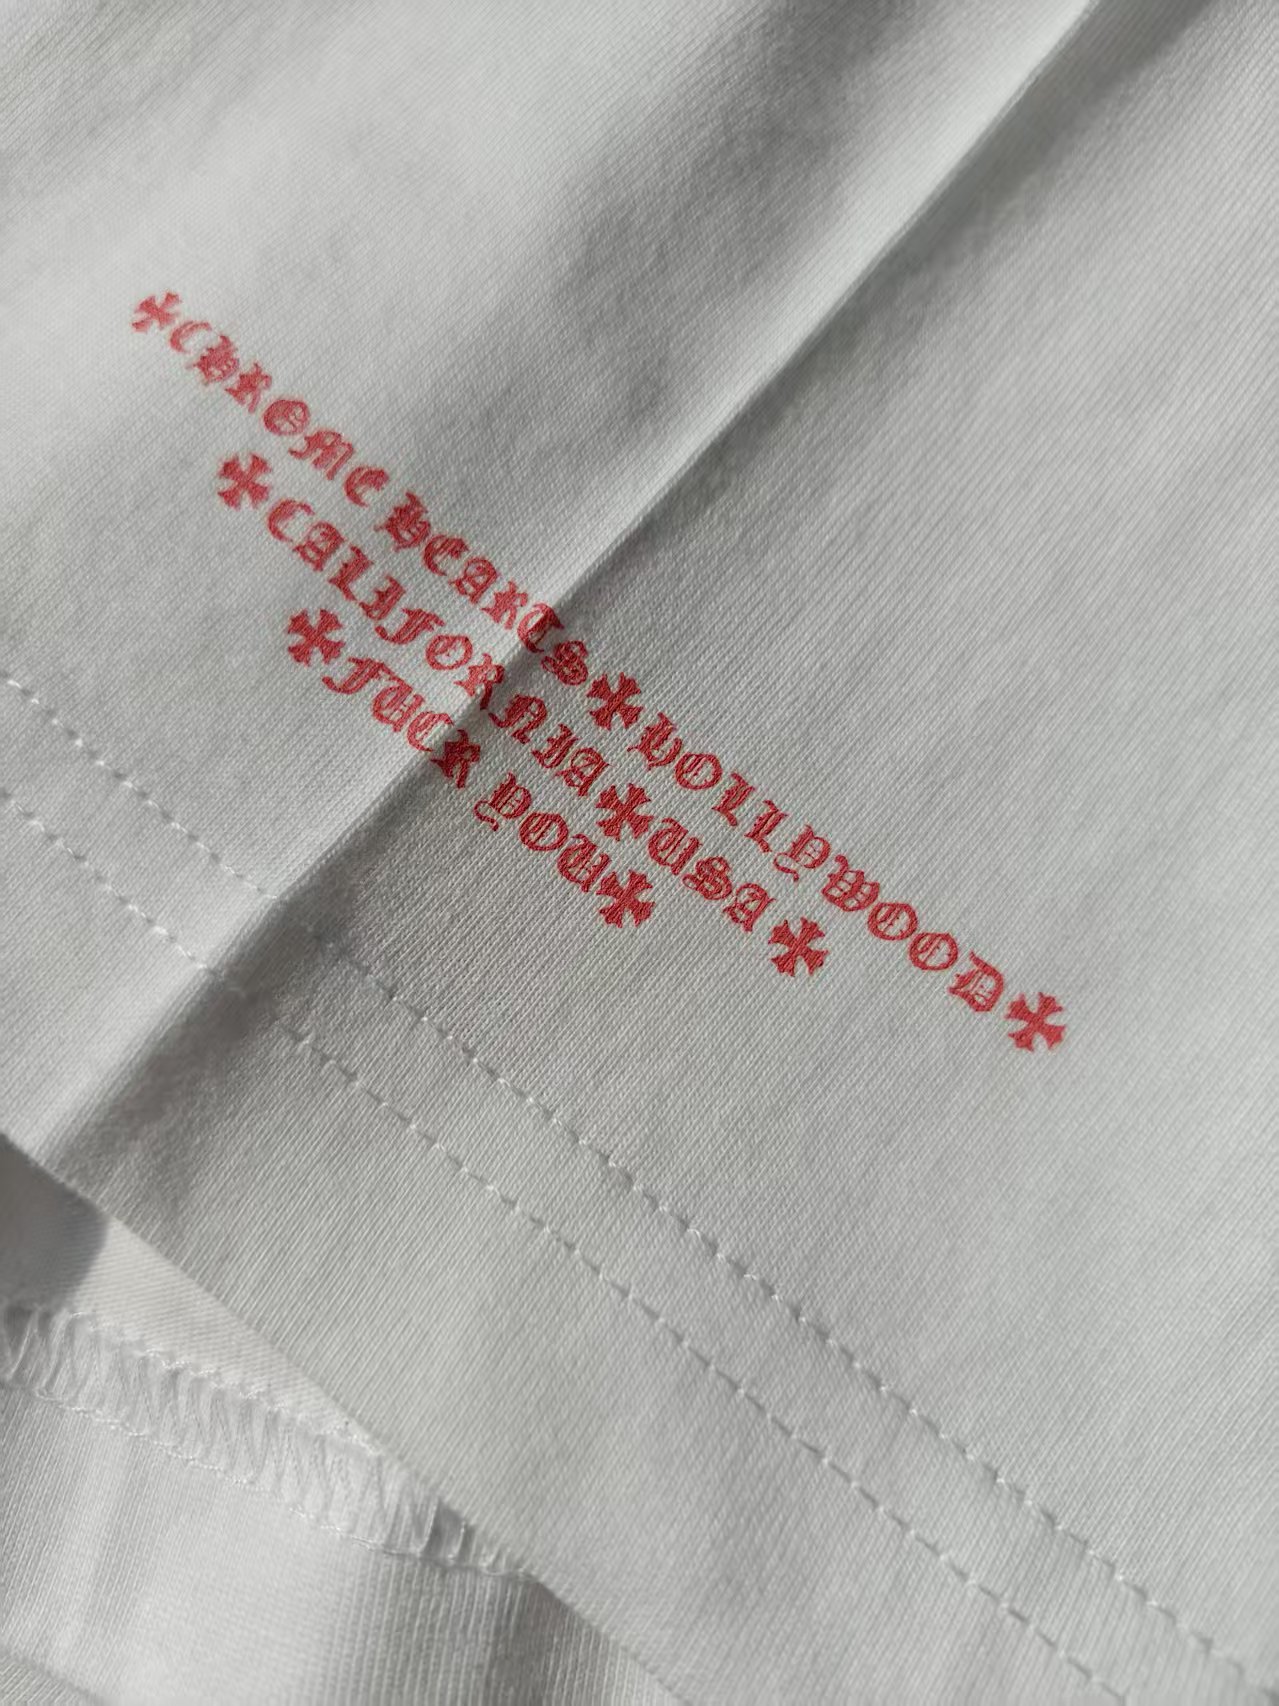 ✠CHROME HEARTS✠HOLLYWOOD✠
✠CALIFORNIA✠USA✠
✠FUCK YOU✠